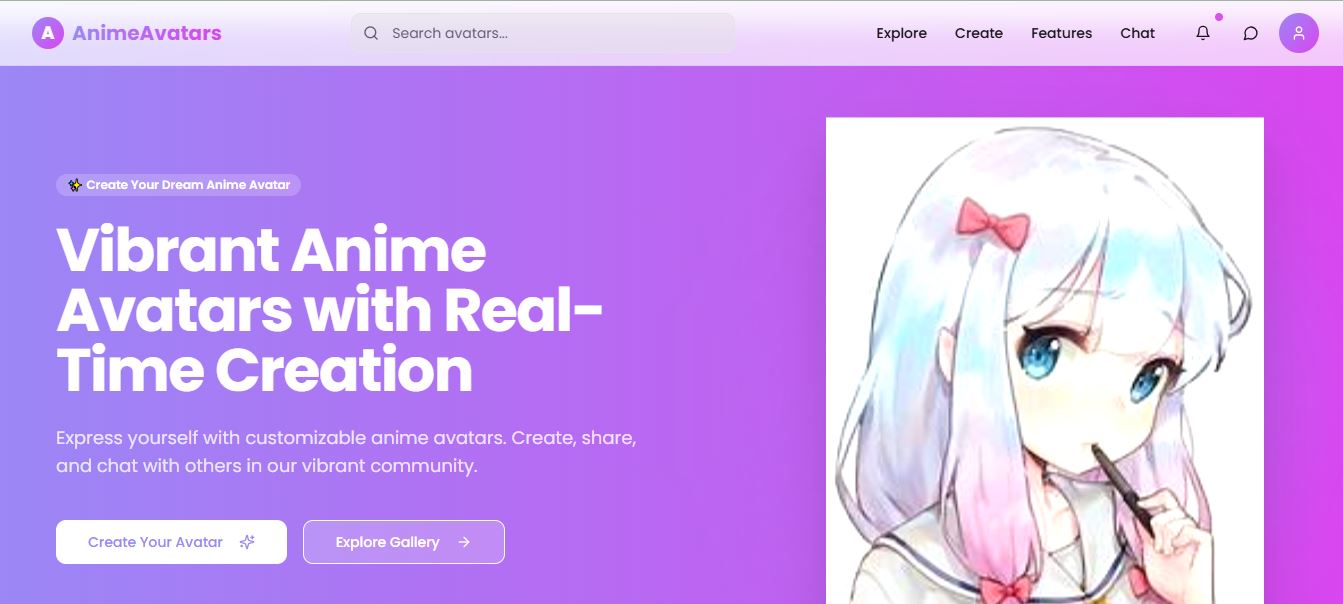 A AnimeAvatars
Search avatars...
Explore Create Features Chat
✨ Create Your Dream Anime Avatar
Vibrant Anime
Avatars with Real-
Time Creation
Express yourself with customizable anime avatars. Create, share,
and chat with others in our vibrant community.
Create Your Avatar
Explore Gallery